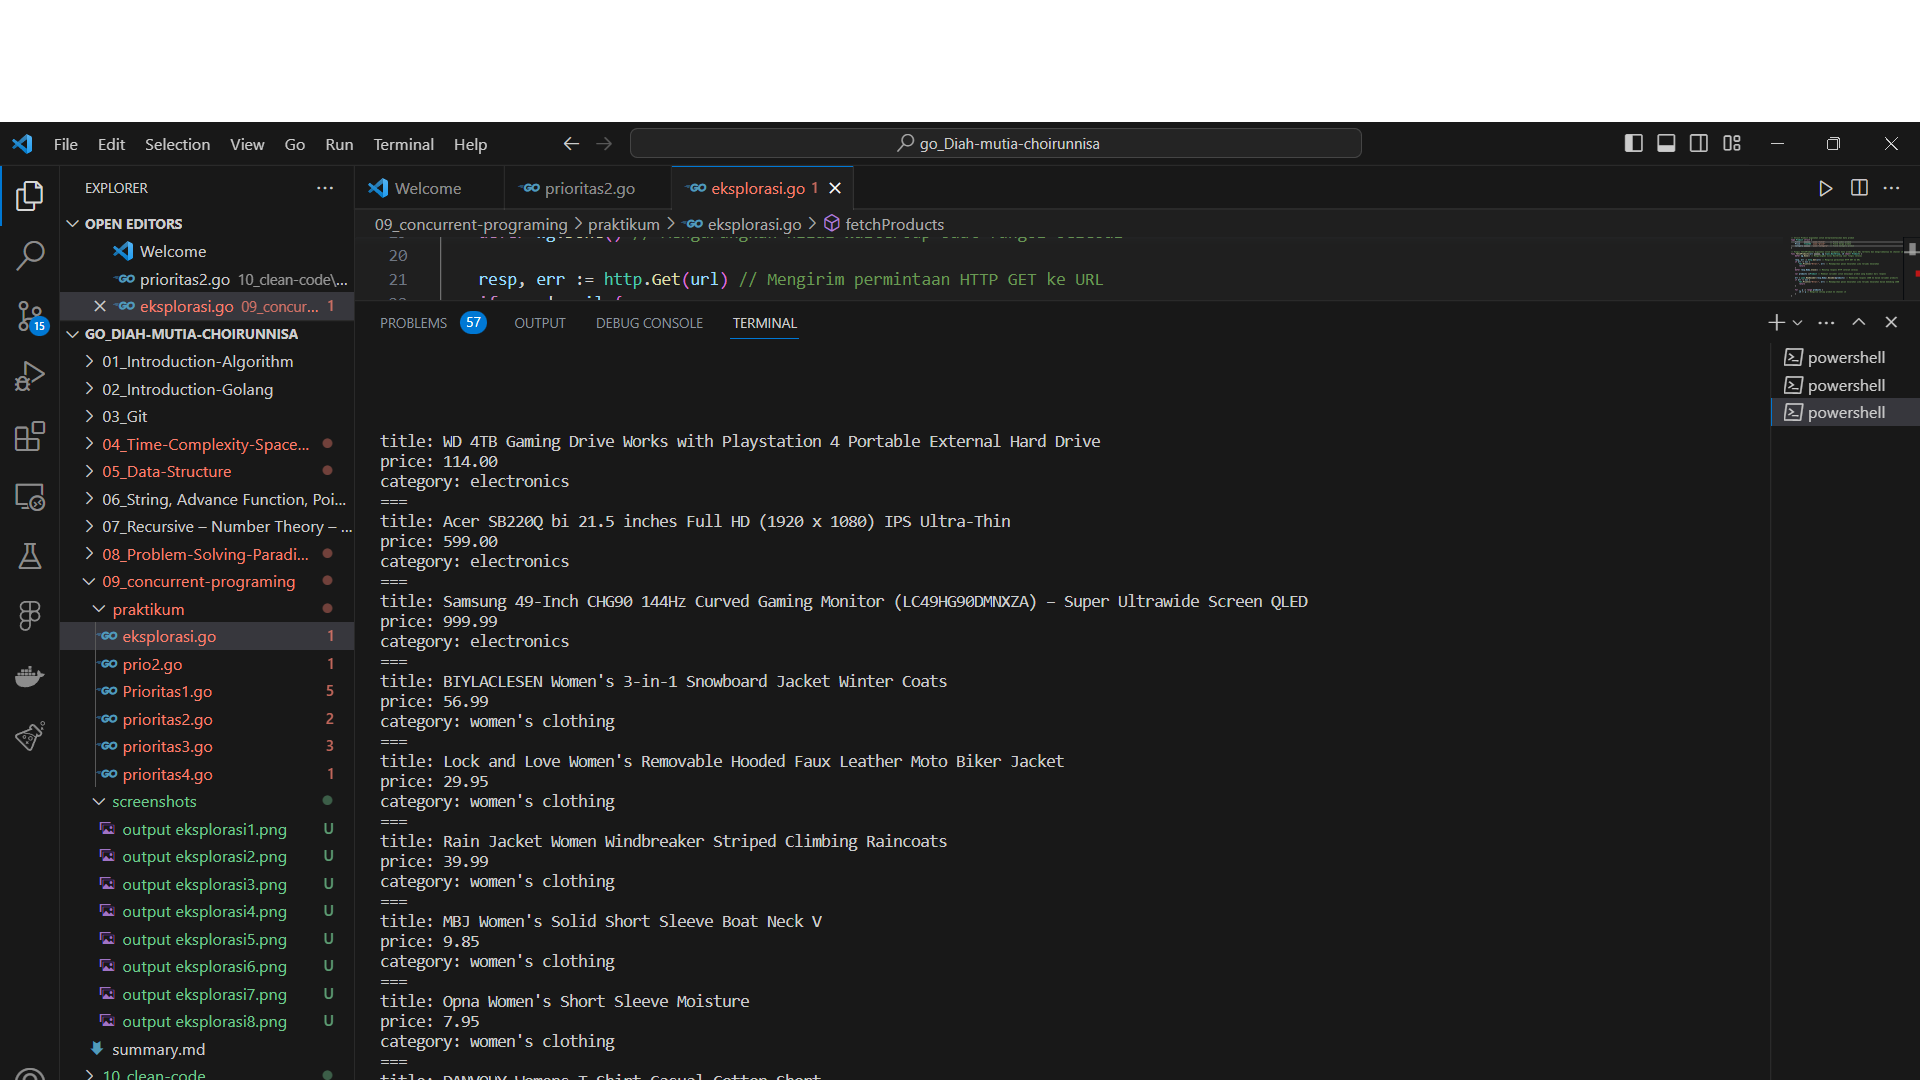 File Edit Selection View Go Run Terminal Help
go_Diah-mutia-choirunnisa
EXPLORER
OPEN EDITORS
Welcome
prioritas2.go 10_clean-code\...
eksplorasi.go 09_concur... 1
GO_DIAH-MUTIA-CHOIRUNNISA
01_Introduction-Algorithm
02_Introduction-Golang
03_Git
04_Time-Complexity-Space...
05_Data-Structure
06_String, Advance Function, Poi...
07_Recursive – Number Theory – ...
08_Problem-Solving-Paradi...
09_concurrent-programing
praktikum
eksplorasi.go 1
prio2.go 1
Prioritas1.go 5
prioritas2.go 2
prioritas3.go 3
prioritas4.go 1
screenshots
output eksplorasi1.png U
output eksplorasi2.png U
output eksplorasi3.png U
output eksplorasi4.png U
output eksplorasi5.png U
output eksplorasi6.png U
output eksplorasi7.png U
output eksplorasi8.png U
summary.md
10_clean-code
15
Welcome
prioritas2.go
eksplorasi.go 1
09_concurrent-programing > praktikum > eksplorasi.go > fetchProducts
20
21 resp, err := http.Get(url) // Mengirim permintaan HTTP GET ke URL
PROBLEMS 57 OUTPUT DEBUG CONSOLE TERMINAL
title: WD 4TB Gaming Drive Works with Playstation 4 Portable External Hard Drive
price: 114.00
category: electronics
===
title: Acer SB220Q bi 21.5 inches Full HD (1920 x 1080) IPS Ultra-Thin
price: 599.00
category: electronics
===
title: Samsung 49-Inch CHG90 144Hz Curved Gaming Monitor (LC49HG90DMNXZA) – Super Ultrawide Screen QLED
price: 999.99
category: electronics
===
title: BIYLACLESEN Women's 3-in-1 Snowboard Jacket Winter Coats
price: 56.99
category: women's clothing
===
title: Lock and Love Women's Removable Hooded Faux Leather Moto Biker Jacket
price: 29.95
category: women's clothing
===
title: Rain Jacket Women Windbreaker Striped Climbing Raincoats
price: 39.99
category: women's clothing
===
title: MBJ Women's Solid Short Sleeve Boat Neck V
price: 9.85
category: women's clothing
===
title: Opna Women's Short Sleeve Moisture
price: 7.95
category: women's clothing
===
powershell
powershell
powershell